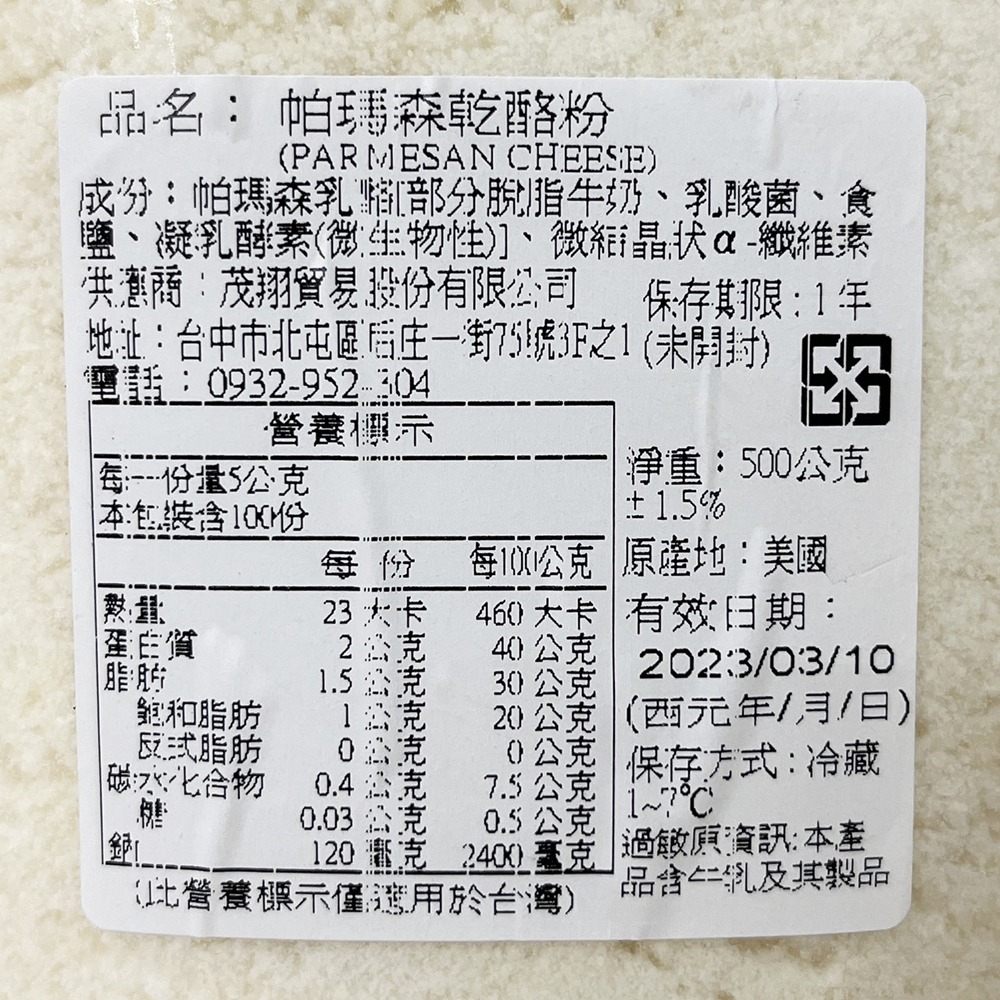 品名：帕瑪森乾酪粉
(PARMESAN CHEESE)
成份：帕瑪森乳酪[部分脫脂牛奶、乳酸菌、食
鹽、凝乳酵素(微生物性)]、微結晶狀α-纖維素
供應商：茂翔貿易股份有限公司
保存期限：1年
地址：台中市北屯區后庄一街75號3F之1
(未開封)
電話：0932-952-304
營養標示
每一份量5公克
本包裝含100份
每份 每100公克
熱量 23 大卡 460 大卡
蛋白質 2 公克 40 公克
脂肪 1.5 公克 30 公克
飽和脂肪 1 公克 20 公克
反式脂肪 0 公克 0 公克
碳水化合物 0.4 公克 7.5 公克
糖 0.03 公克 0.5 公克
鈉 120 毫克 2400 毫克
(此營養標示僅適用於台灣)
淨重：500公克
±1.5%
原產地：美國
有效日期：
2023/03/10
(西元年/月/日)
保存方式：冷藏
1~7℃
過敏原資訊:本產
品含牛乳及其製品